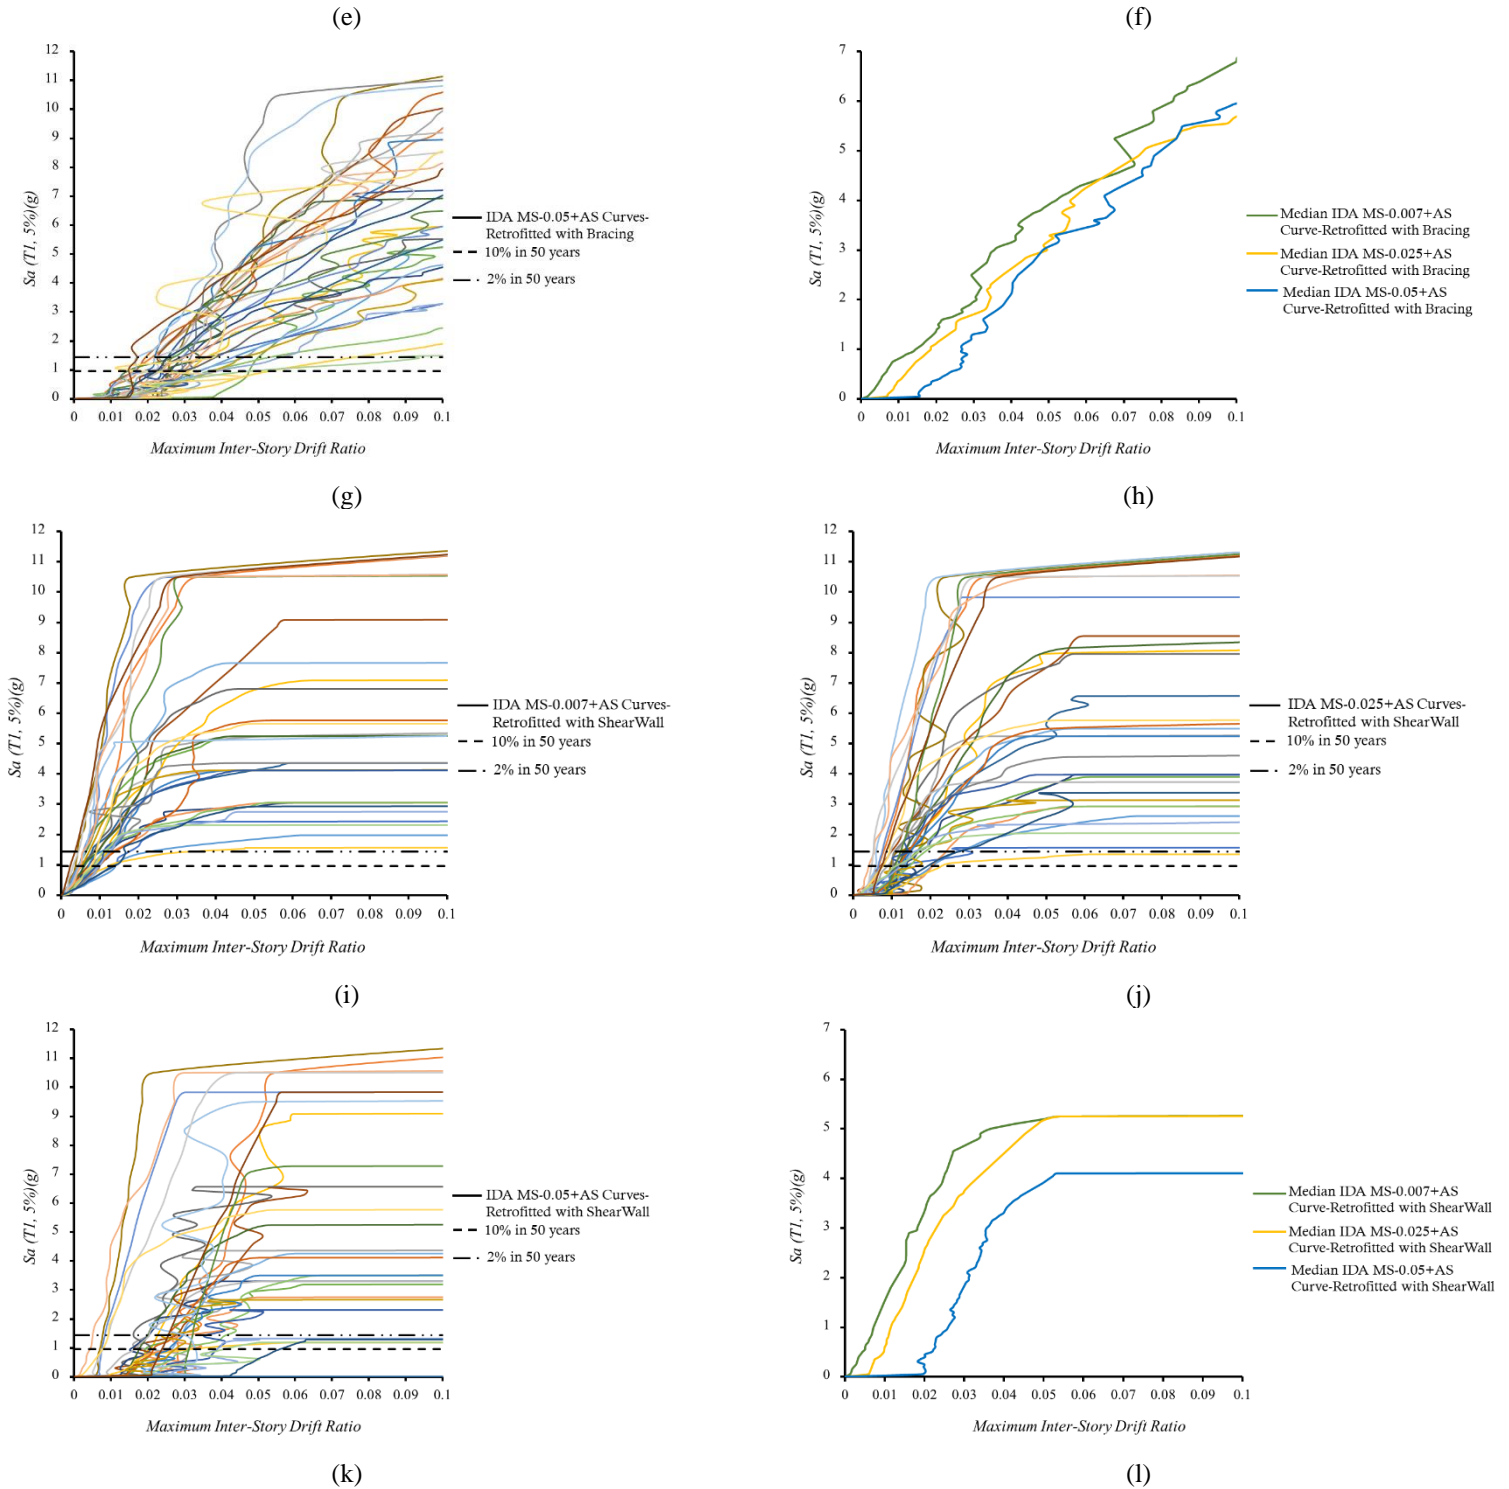 (e)
(f)
12
11
10
9
8
7
6
5
4
3
2
1
0
Sa (T1, 5%)(g)
0 0.01 0.02 0.03 0.04 0.05 0.06 0.07 0.08 0.09 0.1
Maximum Inter-Story Drift Ratio
IDA MS-0.05+AS Curves-
Retrofitted with Bracing
10% in 50 years
2% in 50 years
7
6
5
4
3
2
1
0
Sa (T1, 5%)(g)
0 0.01 0.02 0.03 0.04 0.05 0.06 0.07 0.08 0.09 0.1
Maximum Inter-Story Drift Ratio
Median IDA MS-0.007+AS
Curve-Retrofitted with Bracing
Median IDA MS-0.025+AS
Curve-Retrofitted with Bracing
Median IDA MS-0.05+AS
Curve-Retrofitted with Bracing
(g)
(h)
12
11
10
9
8
7
6
5
4
3
2
1
0
Sa (T1, 5%)(g)
0 0.01 0.02 0.03 0.04 0.05 0.06 0.07 0.08 0.09 0.1
Maximum Inter-Story Drift Ratio
IDA MS-0.007+AS Curves-
Retrofitted with ShearWall
10% in 50 years
2% in 50 years
12
11
10
9
8
7
6
5
4
3
2
1
0
Sa (T1, 5%)(g)
0 0.01 0.02 0.03 0.04 0.05 0.06 0.07 0.08 0.09 0.1
Maximum Inter-Story Drift Ratio
IDA MS-0.025+AS Curves-
Retrofitted with ShearWall
10% in 50 years
2% in 50 years
(i)
(j)
12
11
10
9
8
7
6
5
4
3
2
1
0
Sa (T1, 5%)(g)
0 0.01 0.02 0.03 0.04 0.05 0.06 0.07 0.08 0.09 0.1
Maximum Inter-Story Drift Ratio
IDA MS-0.05+AS Curves-
Retrofitted with ShearWall
10% in 50 years
2% in 50 years
7
6
5
4
3
2
1
0
Sa (T1, 5%)(g)
0 0.01 0.02 0.03 0.04 0.05 0.06 0.07 0.08 0.09 0.1
Maximum Inter-Story Drift Ratio
Median IDA MS-0.007+AS
Curve-Retrofitted with ShearWall
Median IDA MS-0.025+AS
Curve-Retrofitted with ShearWall
Median IDA MS-0.05+AS
Curve-Retrofitted with ShearWall
(k)
(l)